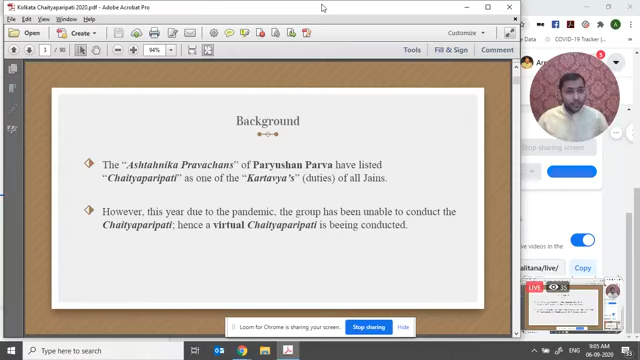 Kolkata Chaityaparipati 2020.pdf - Adobe Acrobat Pro
File Edit View Window Help
Open Create Customize
1 / 90 94% Tools Fill & Sign Comment
Background
The “Ashtahnika Pravachans” of Paryushan Parva have listed
“Chaityaparipati” as one of the “Kartavya’s” (duties) of all Jains.
However, this year due to the pandemic, the group has been unable to conduct the
Chaityaparipati; hence a virtual Chaityaparipati is beeing conducted.
COVID-19 Tracker |
Stop sharing screen
videos in the
alitana/live/ Copy
LIVE 35
Loom for Chrome is sharing your screen. Stop sharing Hide
Type here to search
ENG 9:05 AM
06-09-2020